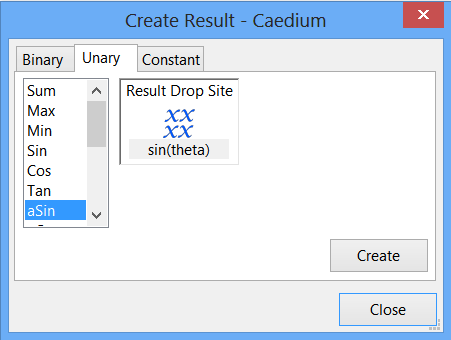 Create Result - Caedium
Binary
Unary
Constant
Sum
Max
Min
Sin
Cos
Tan
aSin
Result Drop Site
xx
xx
sin(theta)
Create
Close